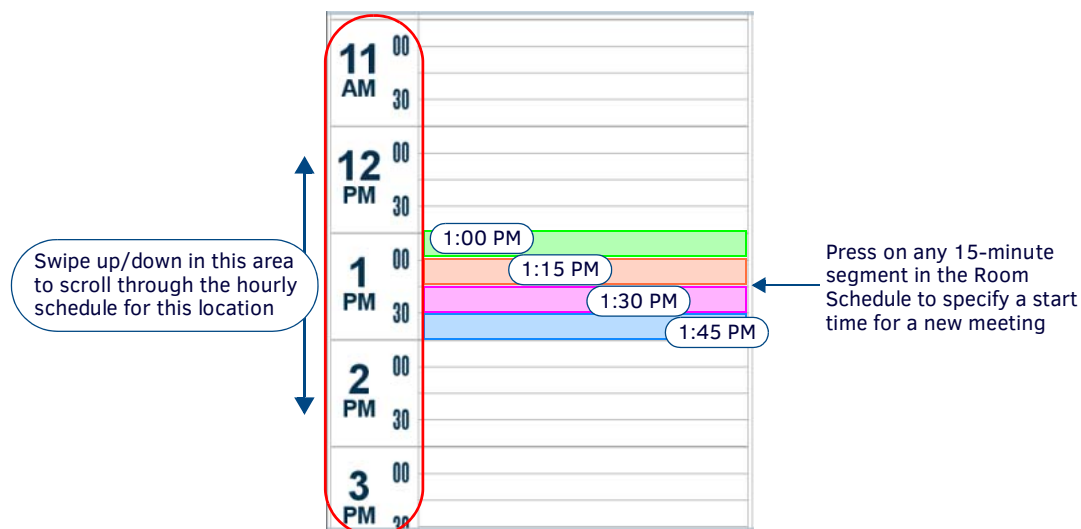 11 00
AM
30
12 00
PM
30
1:00 PM
1 00
PM
1:15 PM
1:30 PM
30
1:45 PM
Swipe up/down in this area
to scroll through the hourly
schedule for this location
Press on any 15-minute
segment in the Room
Schedule to specify a start
time for a new meeting
2 00
PM
30
3 00
PM
30